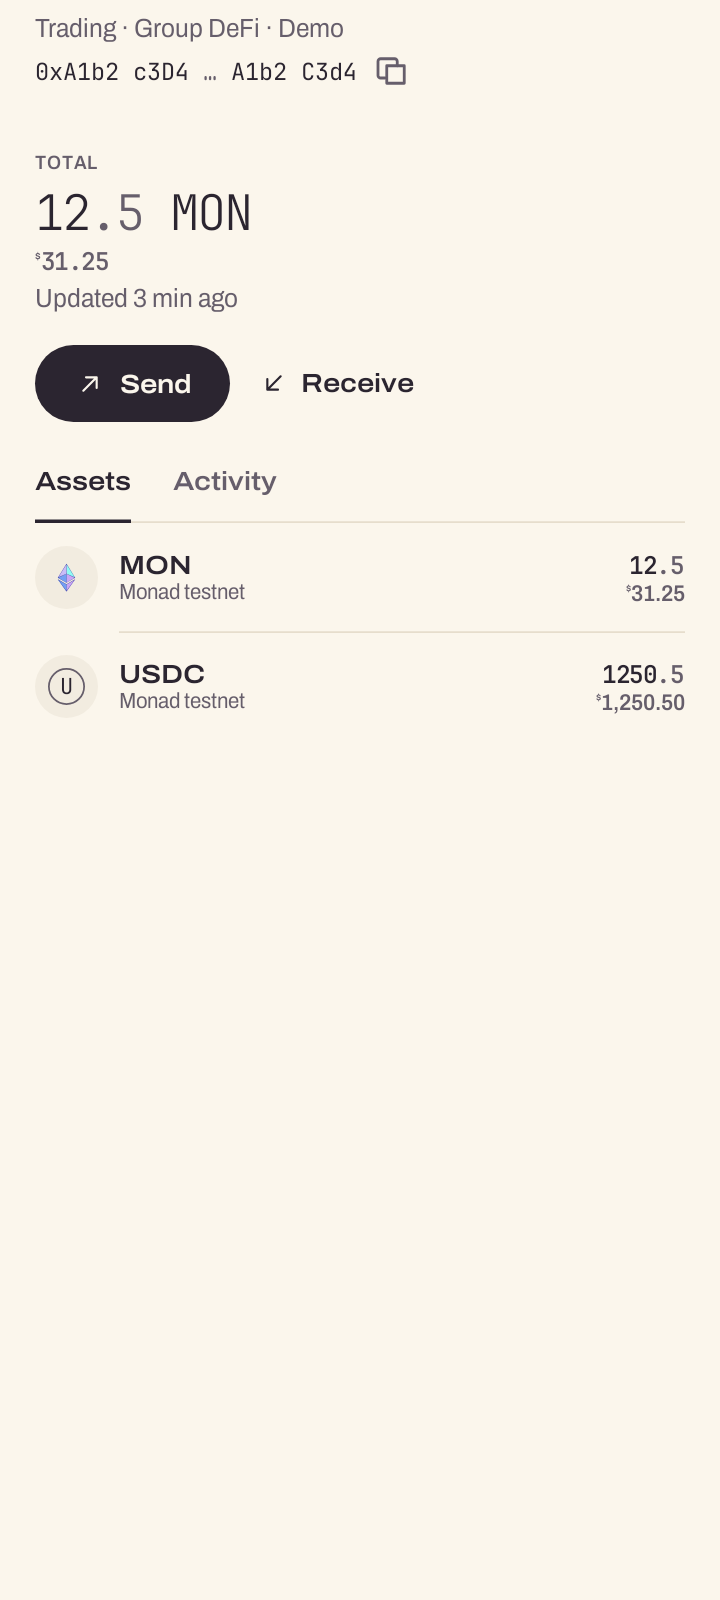 Trading · Group DeFi · Demo
0xA1b2 c3D4 … A1b2 C3d4
TOTAL
12.5 MON
$31.25
Updated 3 min ago
Send
Receive
Assets
Activity
MON
12.5
Monad testnet
$31.25
USDC
1250.5
U
Monad testnet
$1,250.50